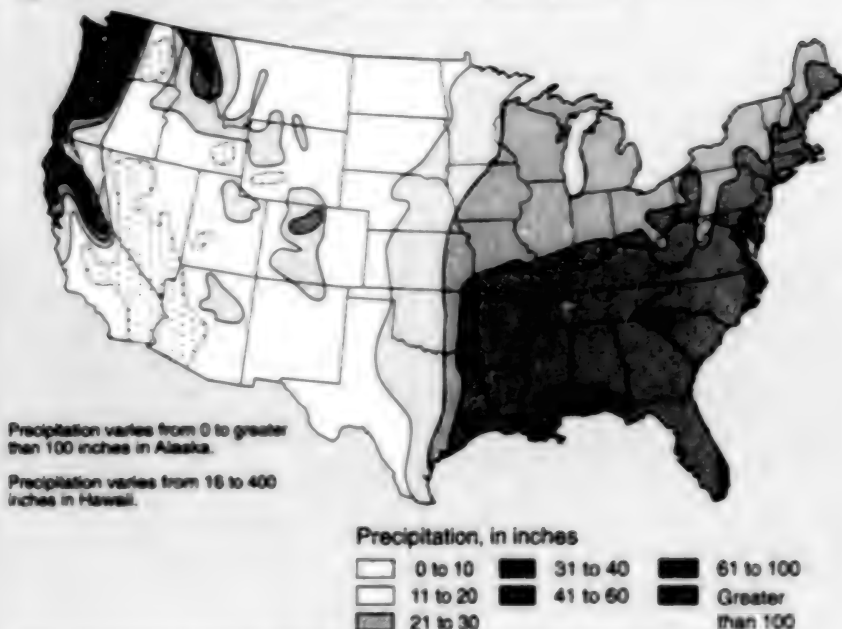 Precipitation varies from 0 to greater
than 100 inches in Alaska.
Precipitation varies from 16 to 400
inches in Hawaii.
Precipitation, in inches
0 to 10
11 to 20
21 to 30
31 to 40
41 to 60
61 to 100
Greater
than 100